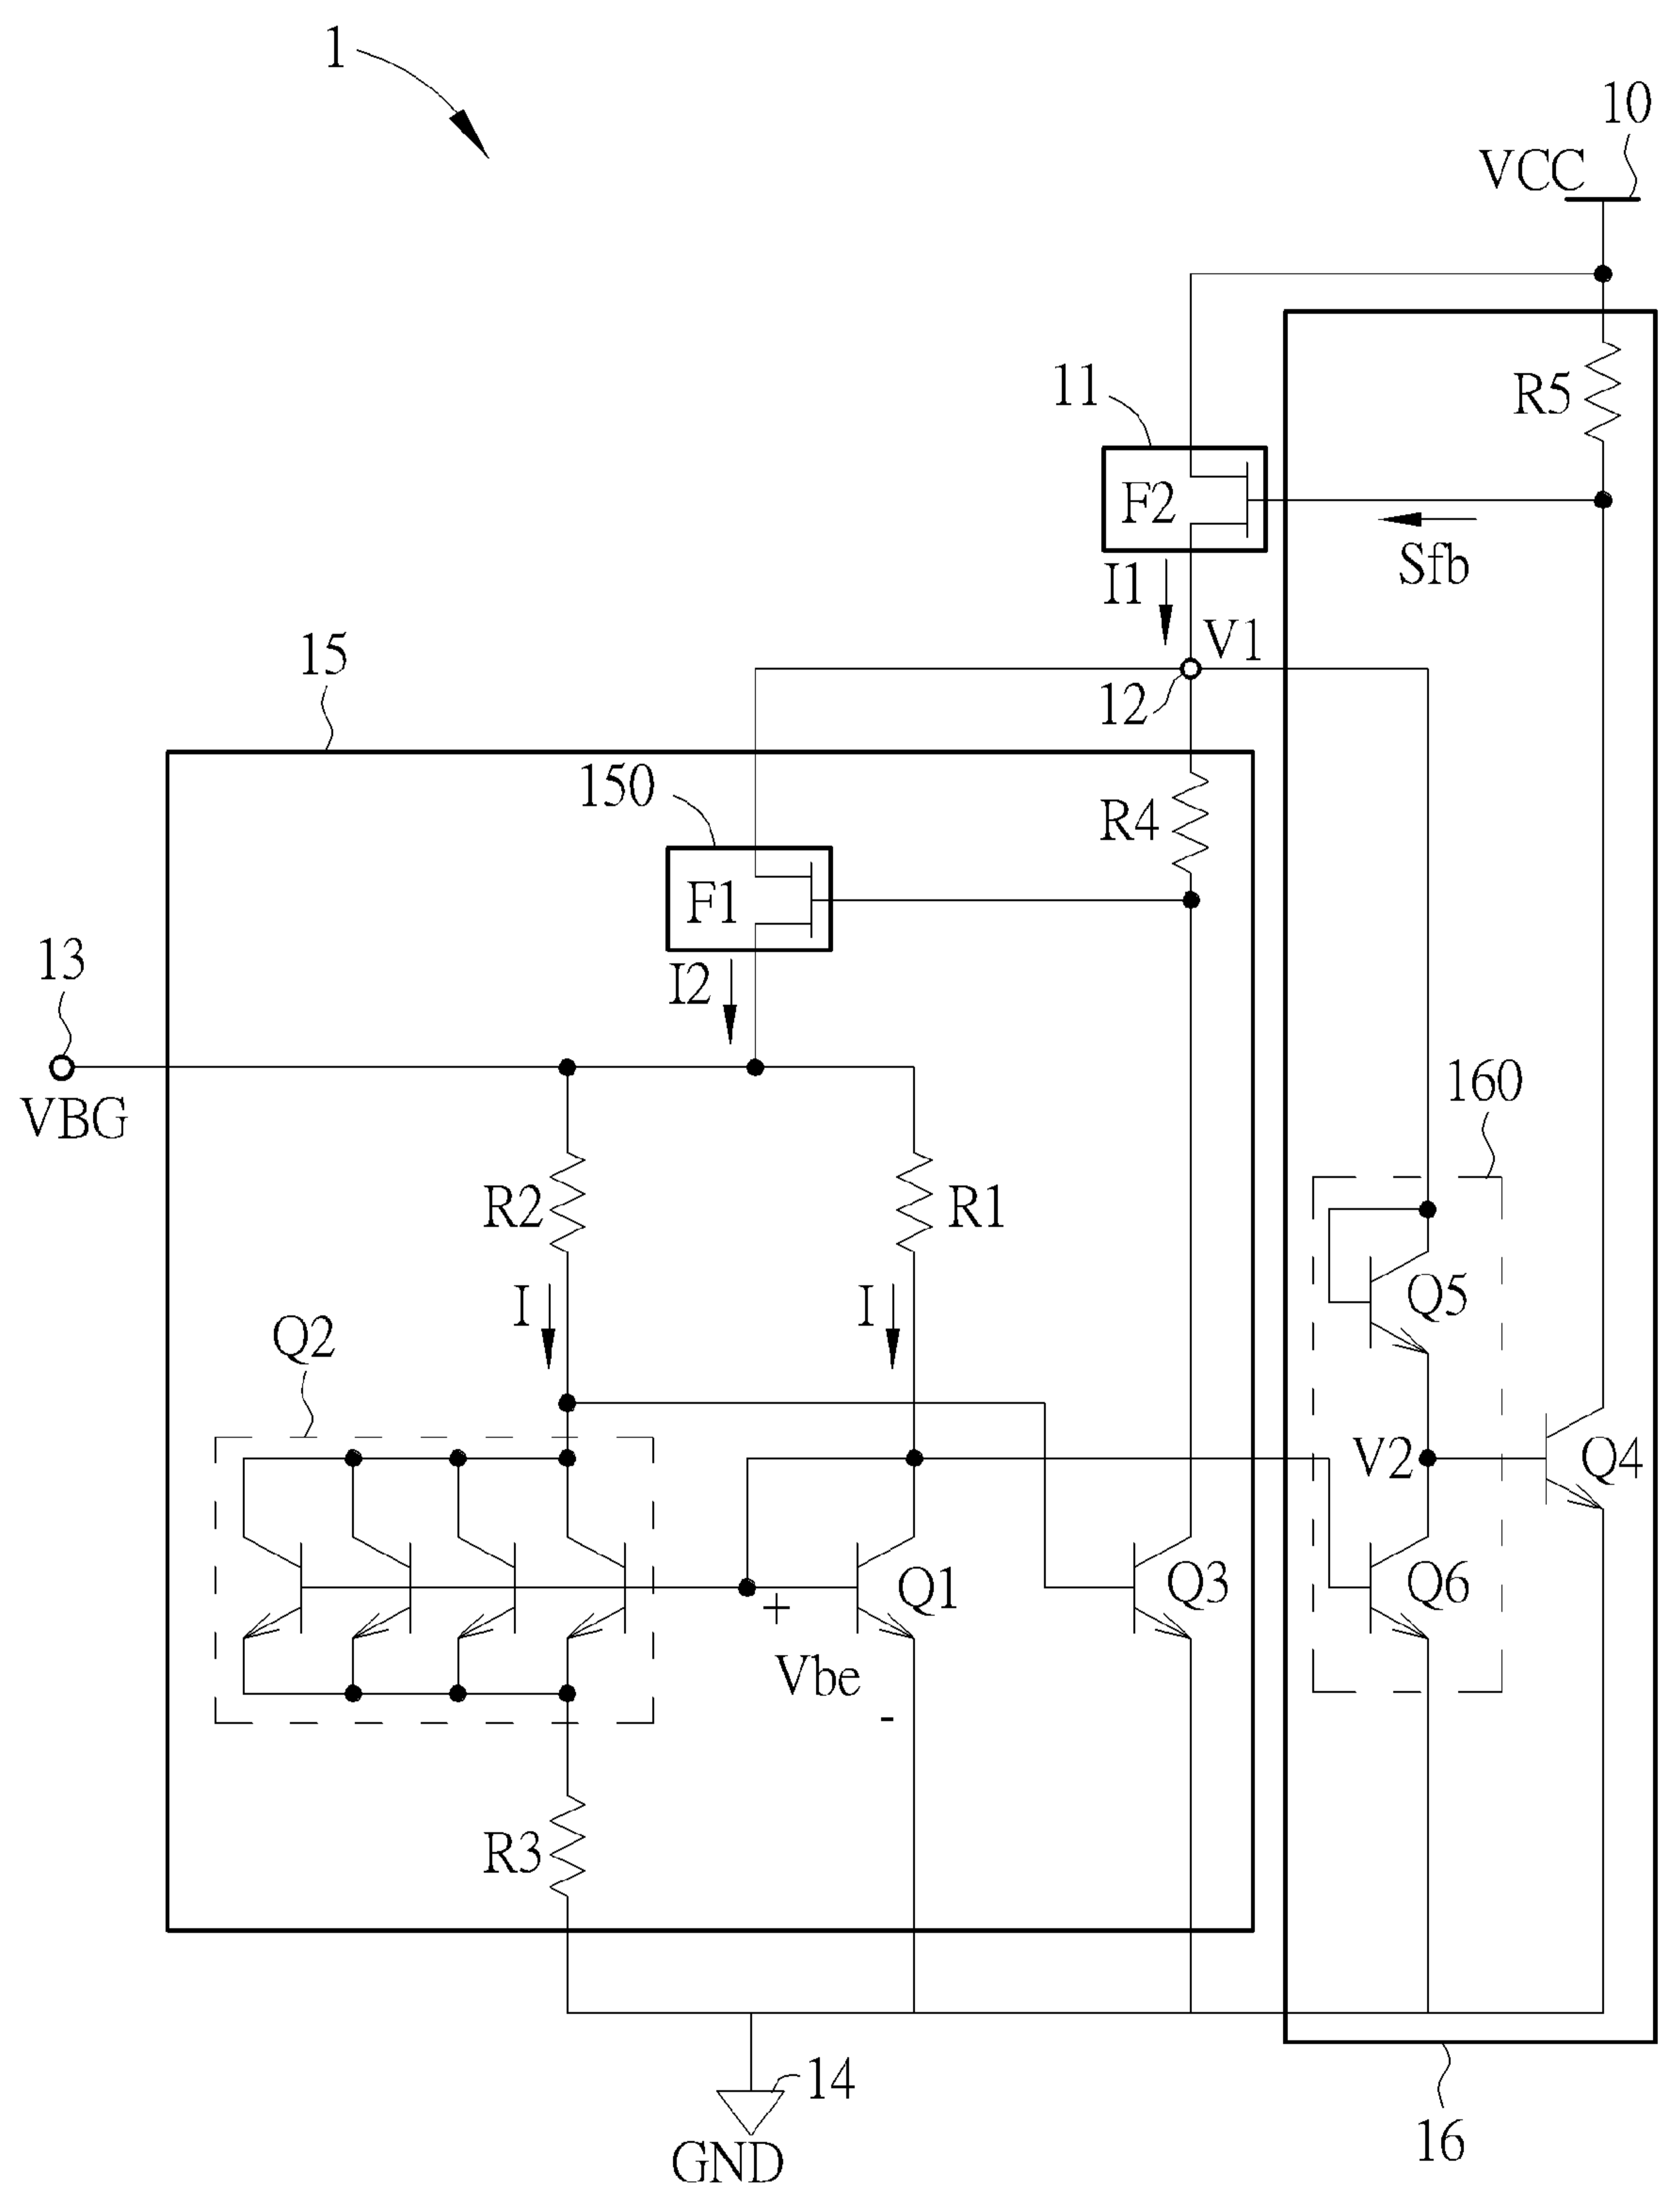 1
10
VCC
R5
11
F2
Sfb
I1
V1
15
12
150
R4
F1
13
I2
VBG
160
R2
R1
Q5
I
I
Q2
V2
Q4
Q1
Q3
Q6
+
Vbe
-
R3
14
GND
16